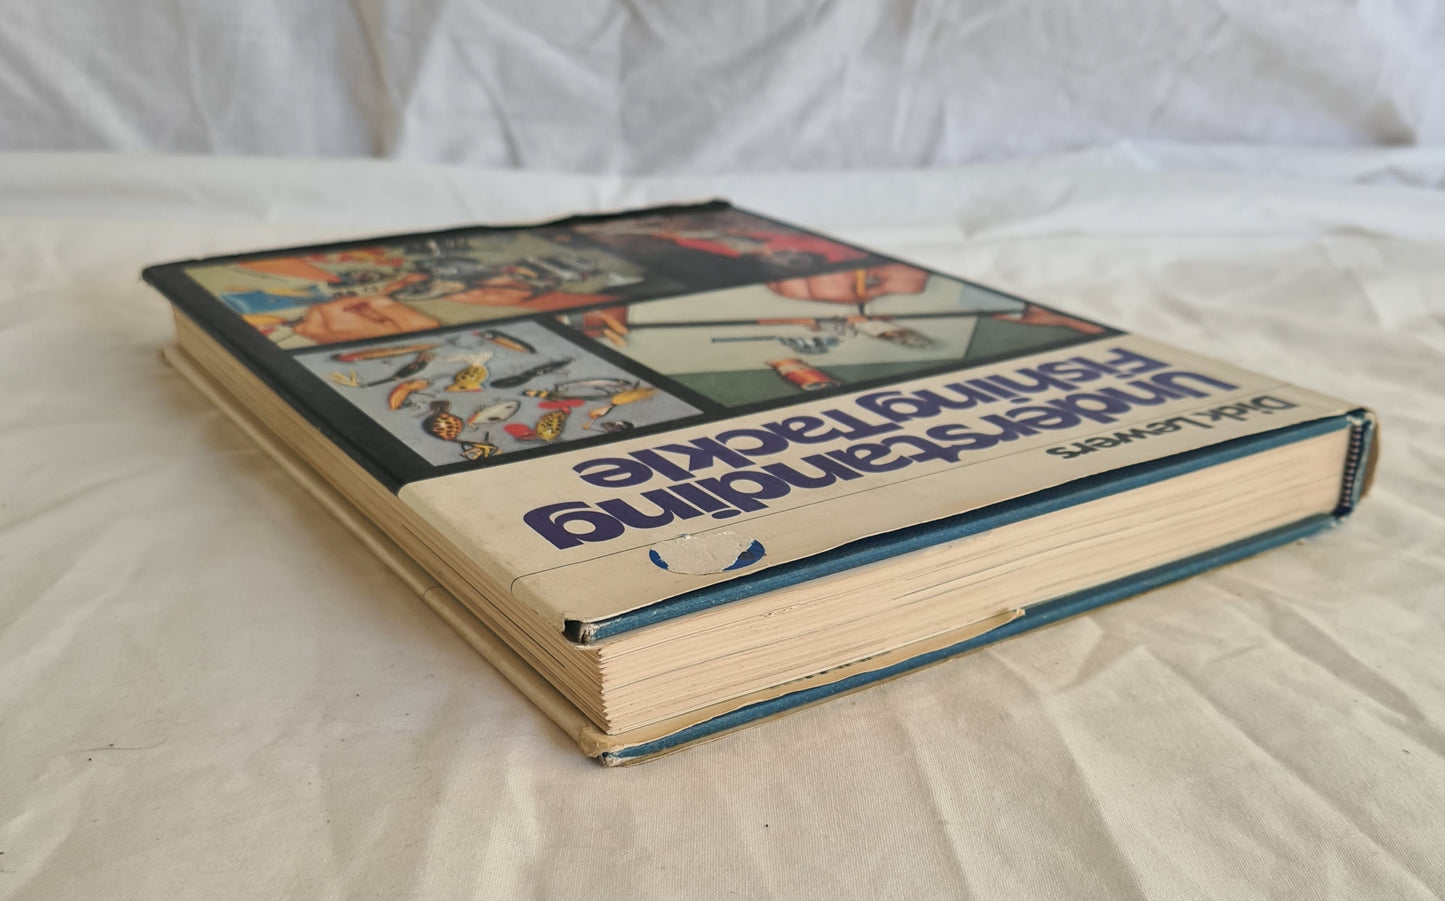 Dick Lewers
Understanding
Fishing Tackle